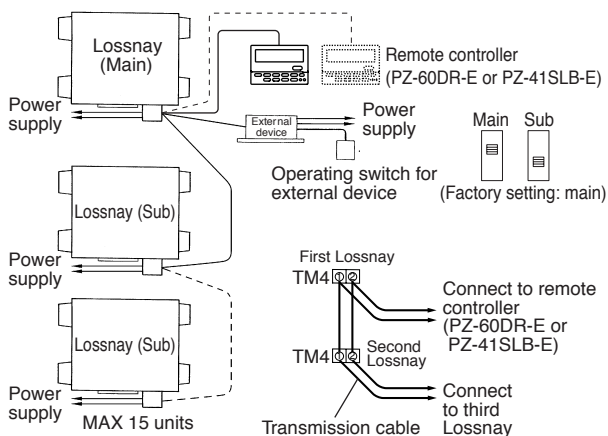 Lossnay
(Main)
Remote controller
(PZ-60DR-E or PZ-41SLB-E)
Power
supply
External
device
Power
supply
Operating switch for
external device
Main Sub
(Factory setting: main)
Lossnay (Sub)
Power
supply
Lossnay (Sub)
Power
supply
MAX 15 units
First Lossnay
TM4
Connect to remote
controller
(PZ-60DR-E or
PZ-41SLB-E)
TM4
Second
Lossnay
Connect
to third
Lossnay
Transmission cable